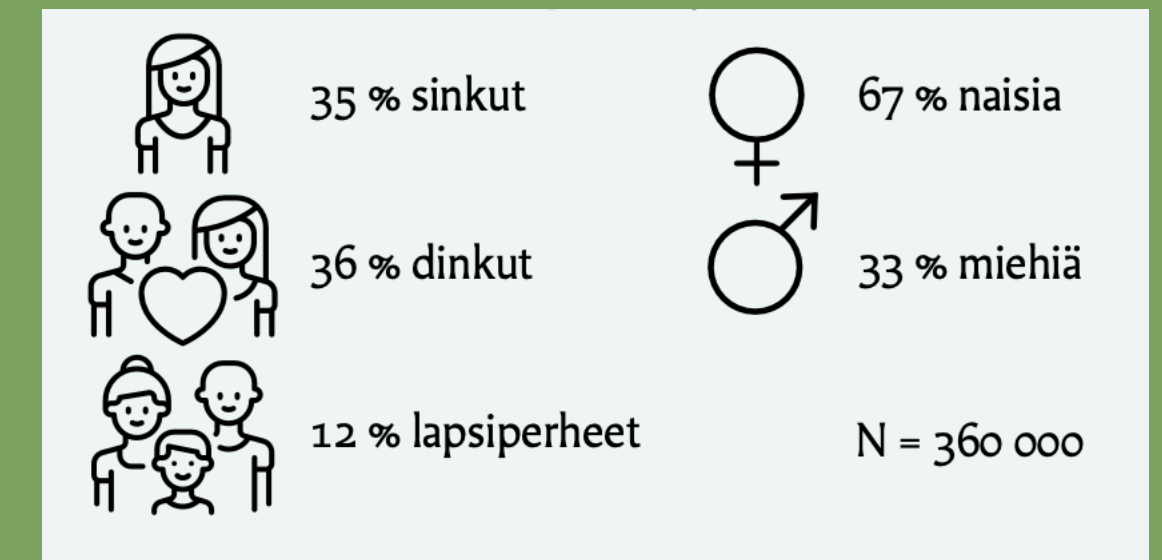 35 % sinkut
67 % naisia
36 % dinkut
33 % miehiä
12 % lapsiperheet
N = 360 000